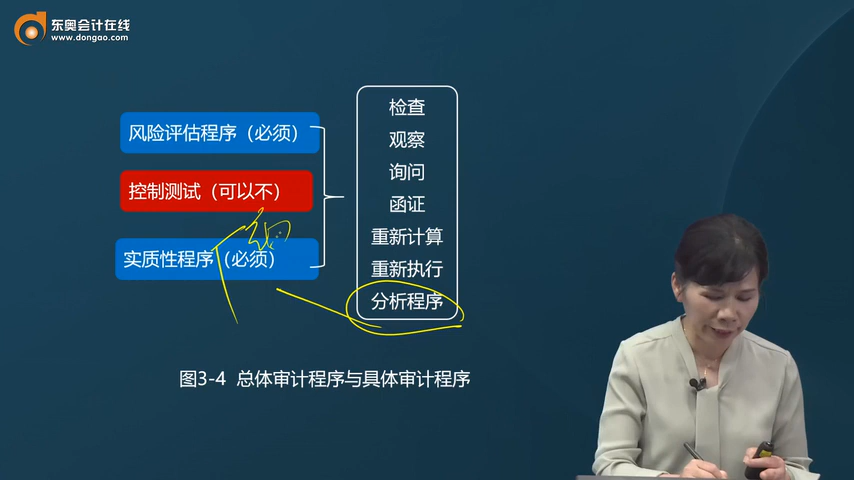 东奥会计在线
www.dongao.com
风险评估程序（必须）
控制测试（可以不）
实质性程序（必须）
检查
观察
询问
函证
重新计算
重新执行
分析程序
图3-4 总体审计程序与具体审计程序